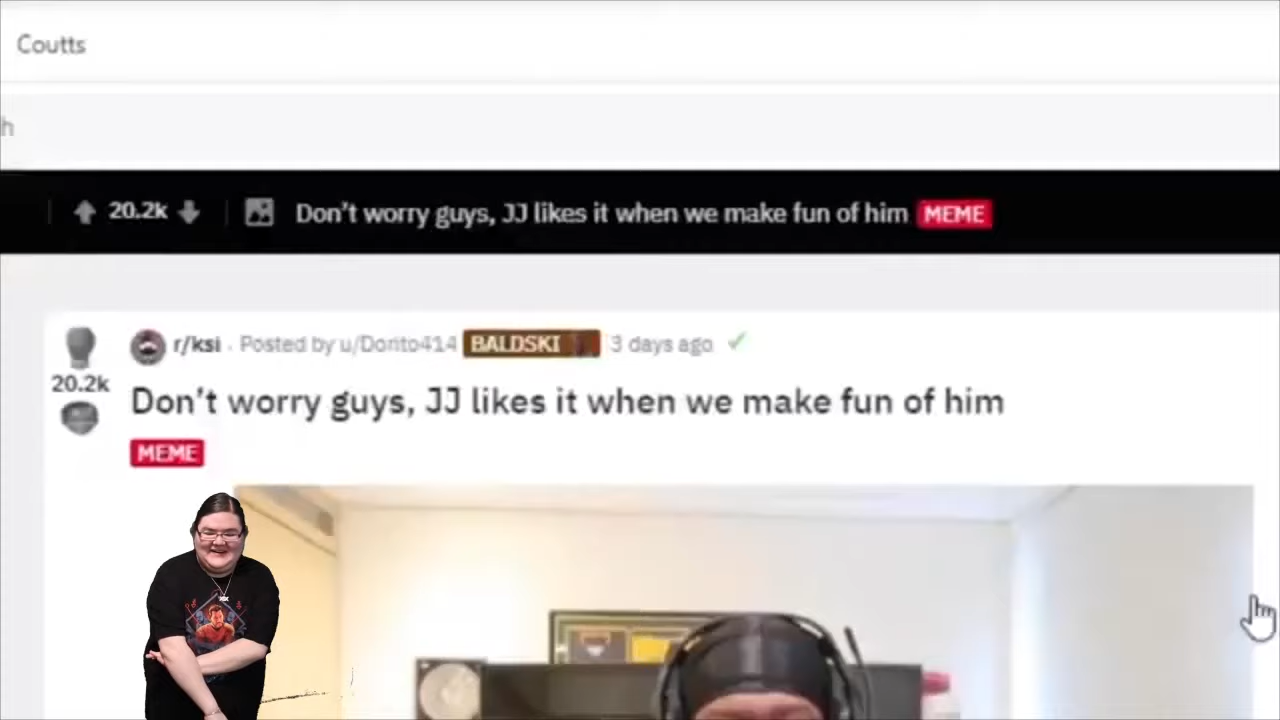 Coutts
h
20.2k Don't worry guys, JJ likes it when we make fun of him MEME
r/ksi · Posted by u/Dorito414 BALDSKI 3 days ago
20.2k
Don't worry guys, JJ likes it when we make fun of him
MEME